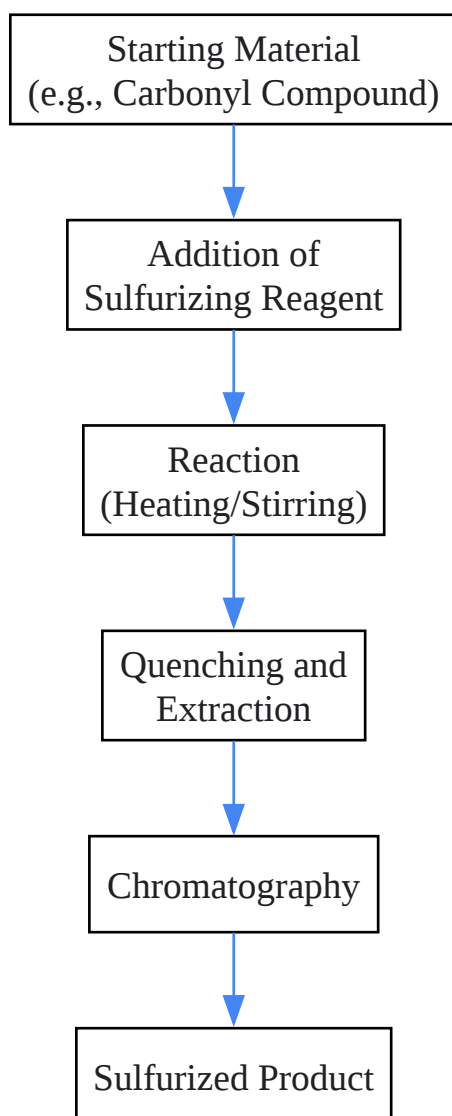 Starting Material
(e.g., Carbonyl Compound)
Addition of
Sulfurizing Reagent
Reaction
(Heating/Stirring)
Quenching and
Extraction
Chromatography
Sulfurized Product